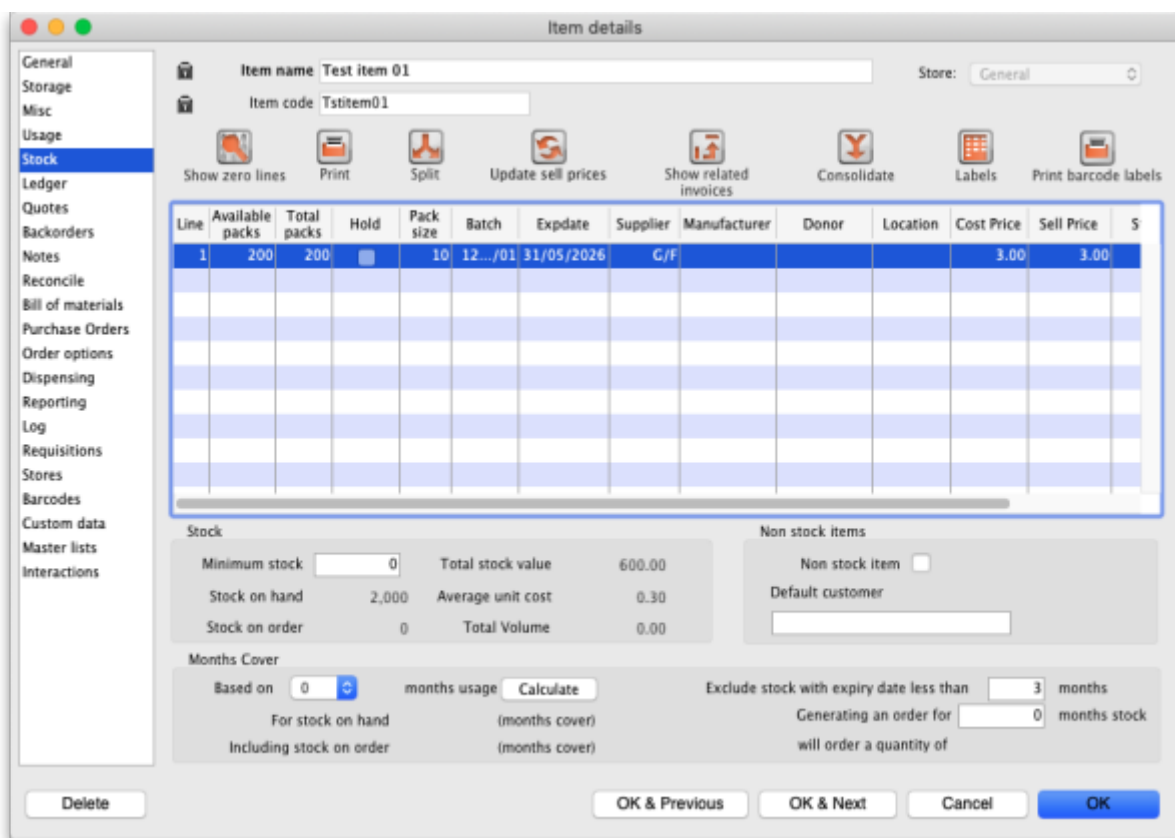 Item details
General
Storage
Misc
Usage
Stock
Ledger
Quotes
Backorders
Notes
Reconcile
Bill of materials
Purchase Orders
Order options
Dispensing
Reporting
Log
Requisitions
Stores
Barcodes
Custom data
Master lists
Interactions
Item name Test item 01
Store: General
Item code Tstitem01
Show zero lines Print Split Update sell prices Show related invoices Consolidate Labels Print barcode labels
Line Available packs Total packs Hold Pack size Batch Expdate Supplier Manufacturer Donor Location Cost Price Sell Price S
1 200 200 10 12.../01 31/05/2026 G/F 3.00 3.00
Stock
Minimum stock 0 Total stock value 600.00
Stock on hand 2,000 Average unit cost 0.30
Stock on order 0 Total Volume 0.00
Non stock items
Non stock item
Default customer
Months Cover
Based on 0 months usage Calculate
For stock on hand (months cover)
Including stock on order (months cover)
Exclude stock with expiry date less than 3 months
Generating an order for 0 months stock
will order a quantity of
Delete OK & Previous OK & Next Cancel OK